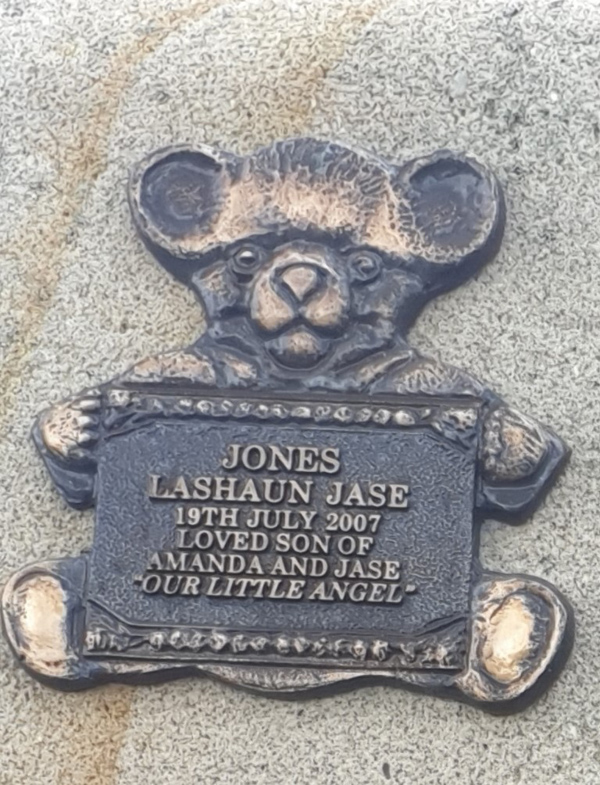 JONES
LASHAUN JASE
19TH JULY 2007
LOVED SON OF
AMANDA AND JASE
"OUR LITTLE ANGEL"